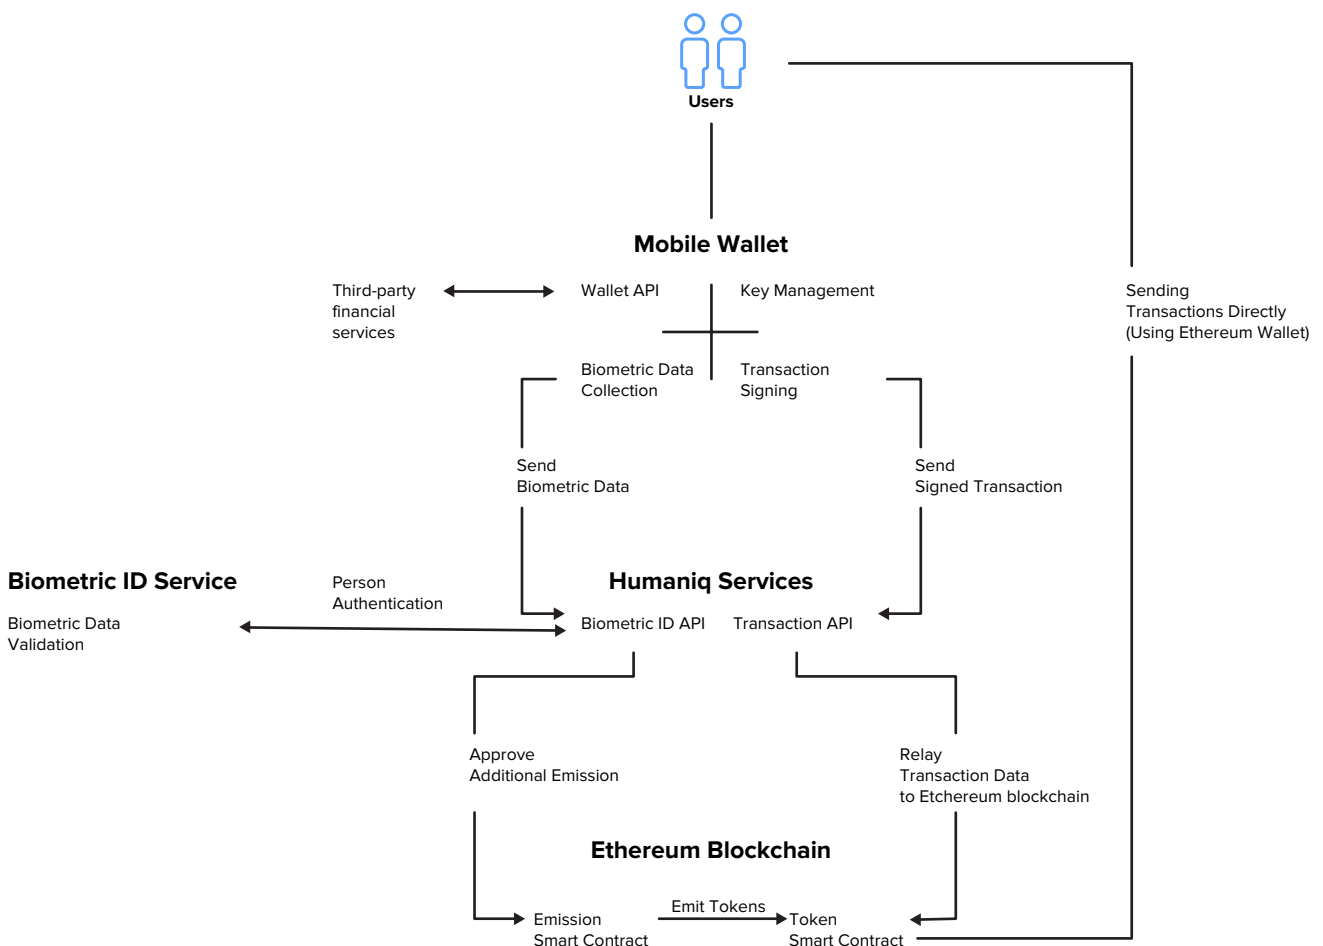 Users
Mobile Wallet
Third-party
financial
services
Wallet API
Key Management
Sending
Transactions Directly
(Using Ethereum Wallet)
Biometric Data
Collection
Transaction
Signing
Send
Biometric Data
Send
Signed Transaction
Biometric ID Service
Person
Authentication
Humaniq Services
Biometric Data
Validation
Biometric ID API
Transaction API
Approve
Additional Emission
Relay
Transaction Data
to Etchereum blockchain
Ethereum Blockchain
Emission
Smart Contract
Emit Tokens
Token
Smart Contract